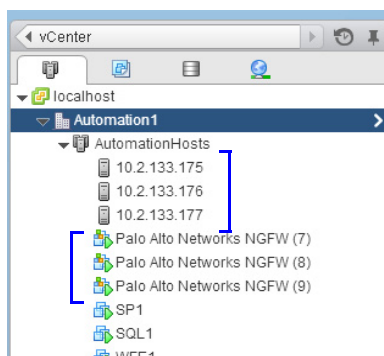 vCenter
localhost
Automation1
AutomationHosts
10.2.133.175
10.2.133.176
10.2.133.177
Palo Alto Networks NGFW (7)
Palo Alto Networks NGFW (8)
Palo Alto Networks NGFW (9)
SP1
SQL1
WFE1